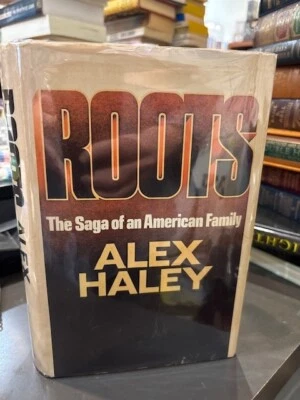 ROOTS
The Saga of an American Family
ALEX
HALEY